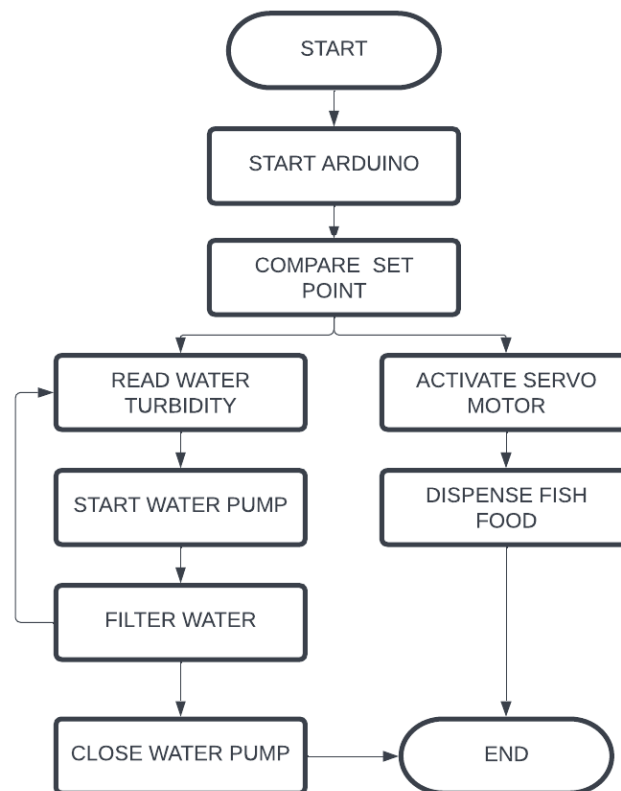 START
START ARDUINO
COMPARE SET
POINT
READ WATER
TURBIDITY
ACTIVATE SERVO
MOTOR
START WATER PUMP
DISPENSE FISH
FOOD
FILTER WATER
CLOSE WATER PUMP
END